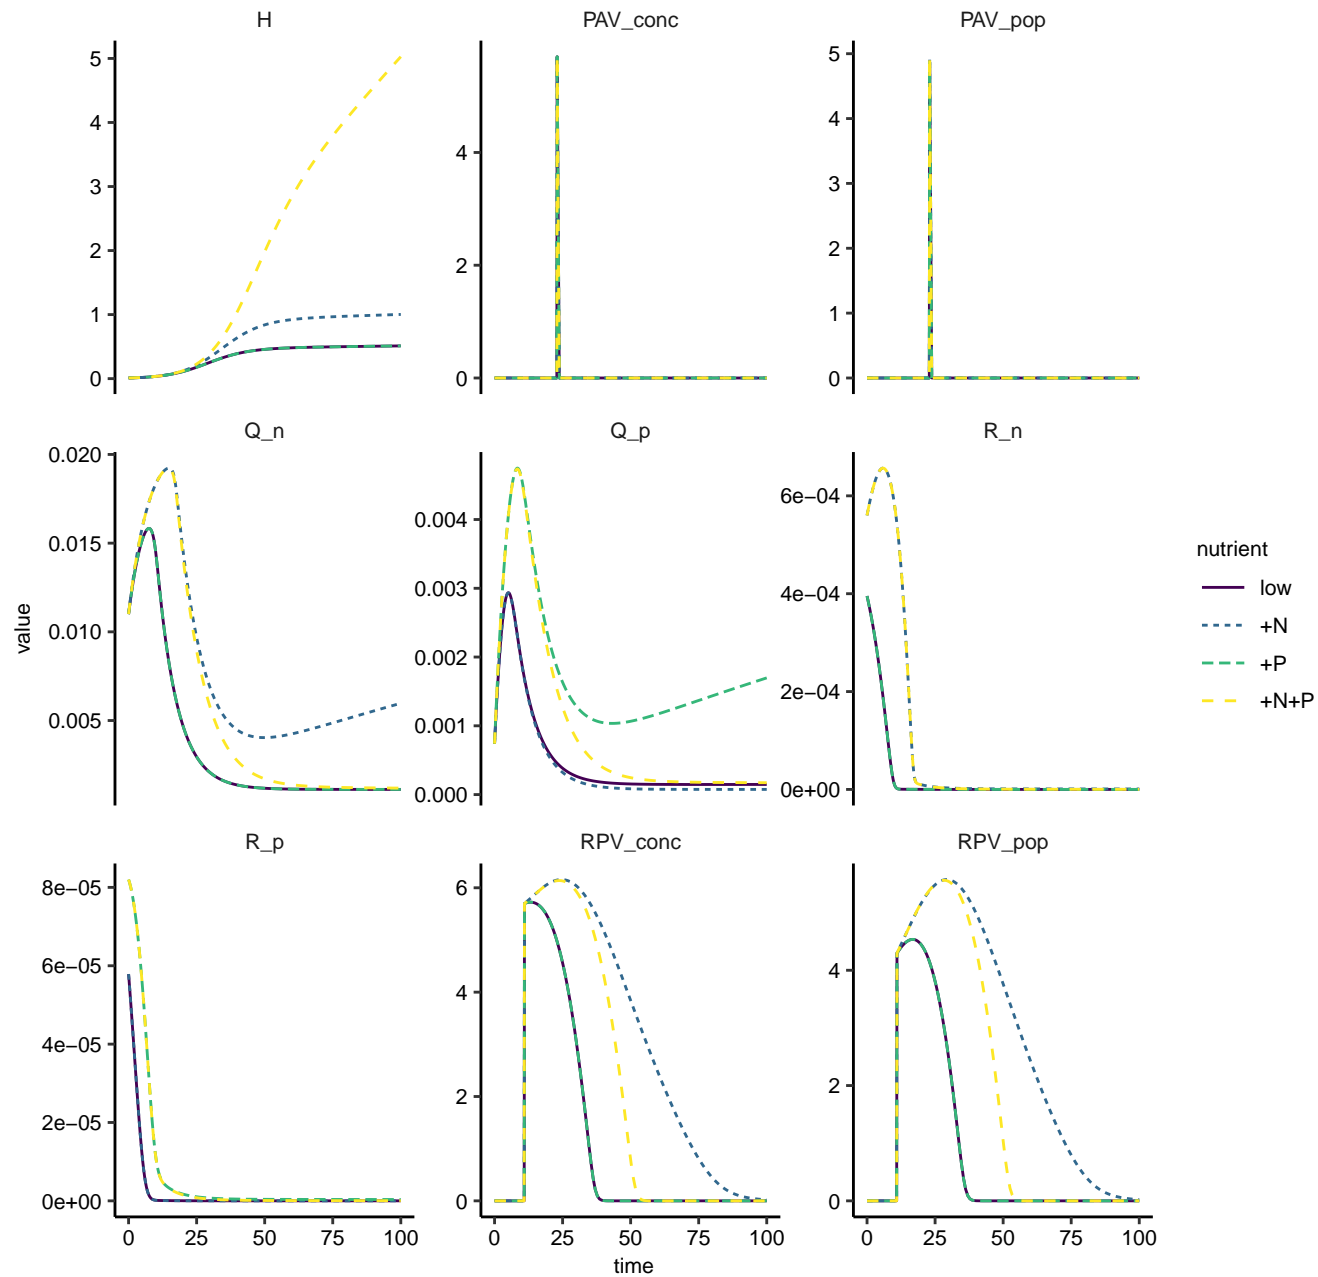 H
PAV_conc
PAV_pop
5
4
3
2
1
0
4
2
0
5
4
3
2
1
0
Q_n
Q_p
R_n
0.020
0.015
0.010
0.005
0.004
0.003
0.002
0.001
0.000
6e-04
4e-04
2e-04
0e+00
value
nutrient
low
+N
+P
+N+P
R_p
RPV_conc
RPV_pop
8e-05
6e-05
4e-05
2e-05
0e+00
6
4
2
0
4
2
0
0 25 50 75 100
0 25 50 75 100
0 25 50 75 100
time